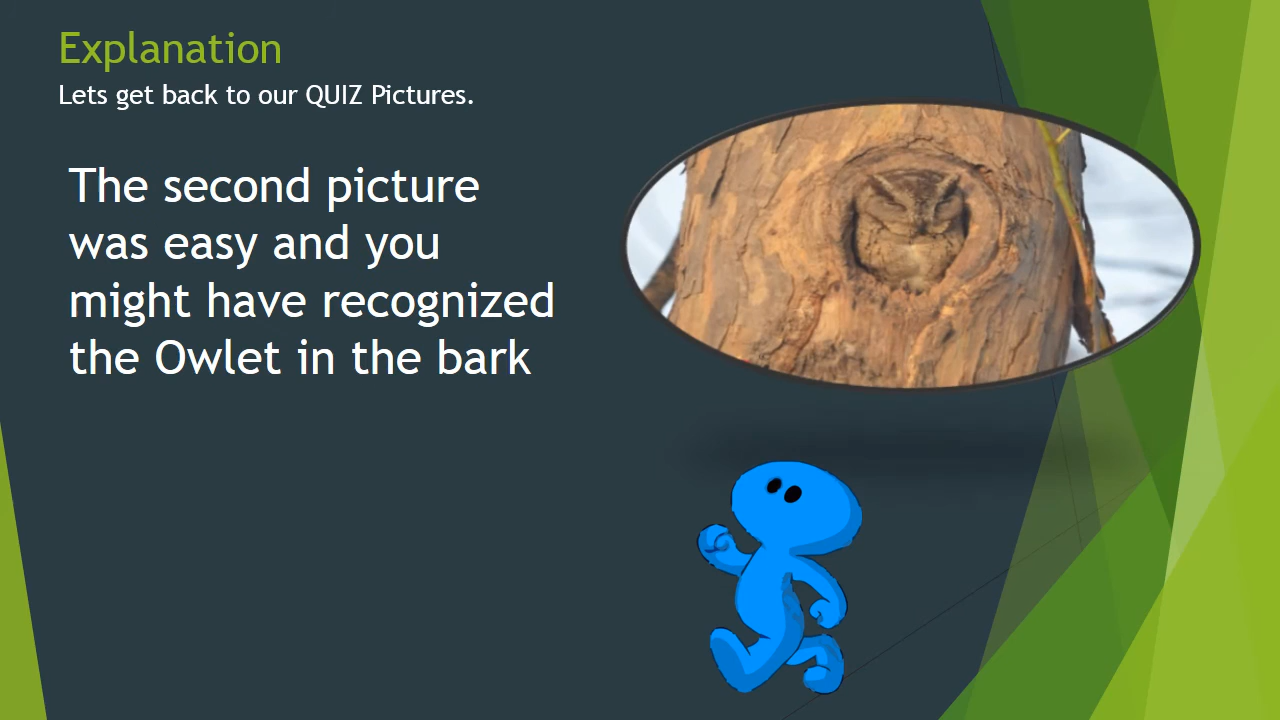 Explanation
Lets get back to our QUIZ Pictures.
The second picture
was easy and you
might have recognized
the Owlet in the bark